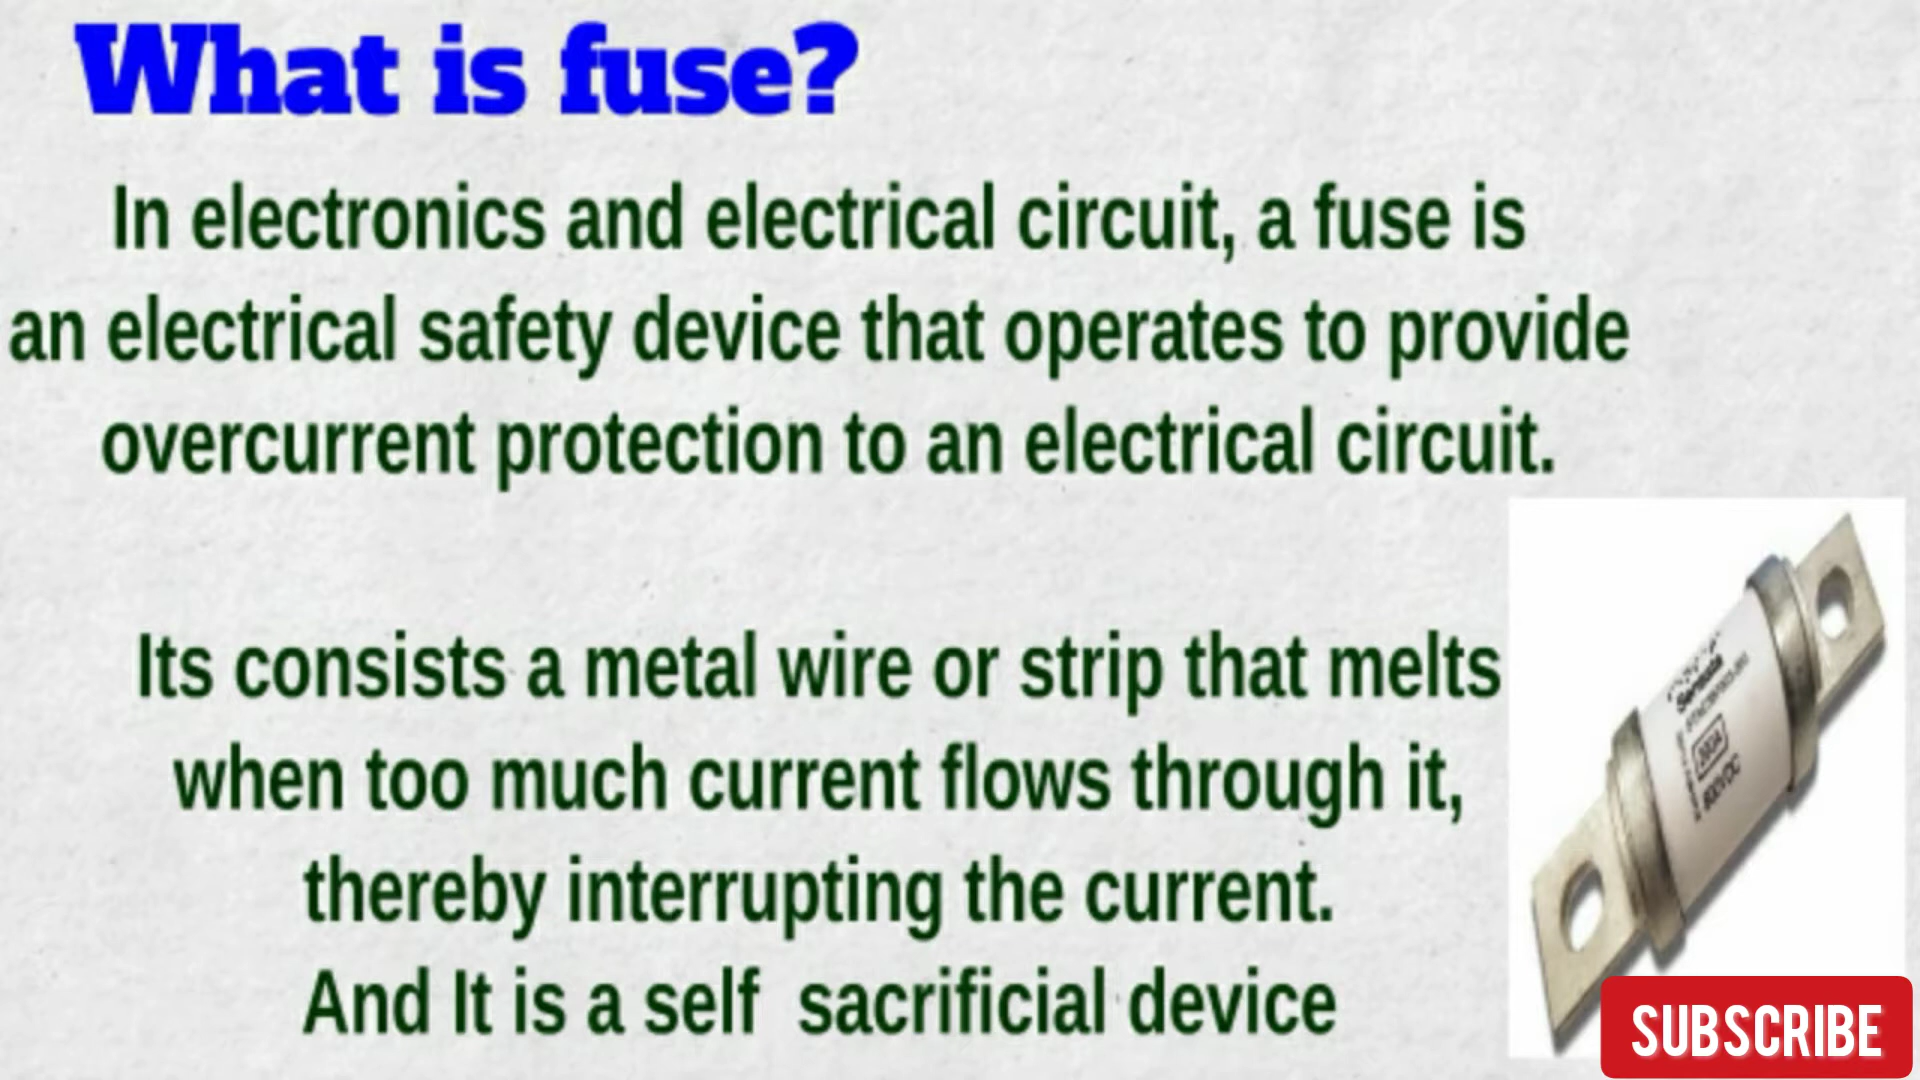 What is fuse?
In electronics and electrical circuit, a fuse is
an electrical safety device that operates to provide
overcurrent protection to an electrical circuit.
Its consists a metal wire or strip that melts
when too much current flows through it,
thereby interrupting the current.
And It is a self sacrificial device
Sensata
SUBSCRIBE